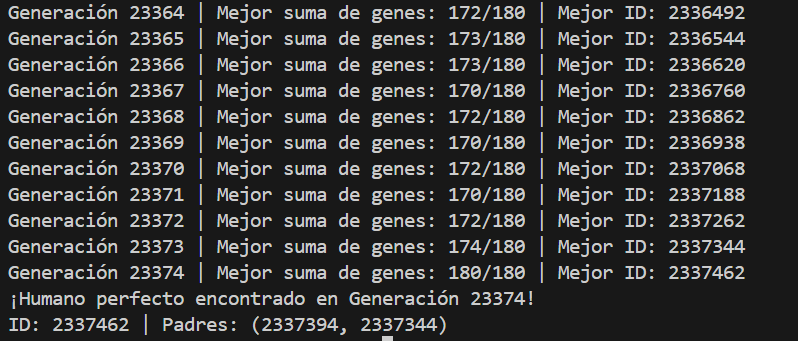 Generación 23364 | Mejor suma de genes: 172/180 | Mejor ID: 2336492
Generación 23365 | Mejor suma de genes: 173/180 | Mejor ID: 2336544
Generación 23366 | Mejor suma de genes: 173/180 | Mejor ID: 2336620
Generación 23367 | Mejor suma de genes: 170/180 | Mejor ID: 2336760
Generación 23368 | Mejor suma de genes: 172/180 | Mejor ID: 2336862
Generación 23369 | Mejor suma de genes: 170/180 | Mejor ID: 2336938
Generación 23370 | Mejor suma de genes: 172/180 | Mejor ID: 2337068
Generación 23371 | Mejor suma de genes: 170/180 | Mejor ID: 2337188
Generación 23372 | Mejor suma de genes: 172/180 | Mejor ID: 2337262
Generación 23373 | Mejor suma de genes: 174/180 | Mejor ID: 2337344
Generación 23374 | Mejor suma de genes: 180/180 | Mejor ID: 2337462
¡Humano perfecto encontrado en Generación 23374!
ID: 2337462 | Padres: (2337394, 2337344)